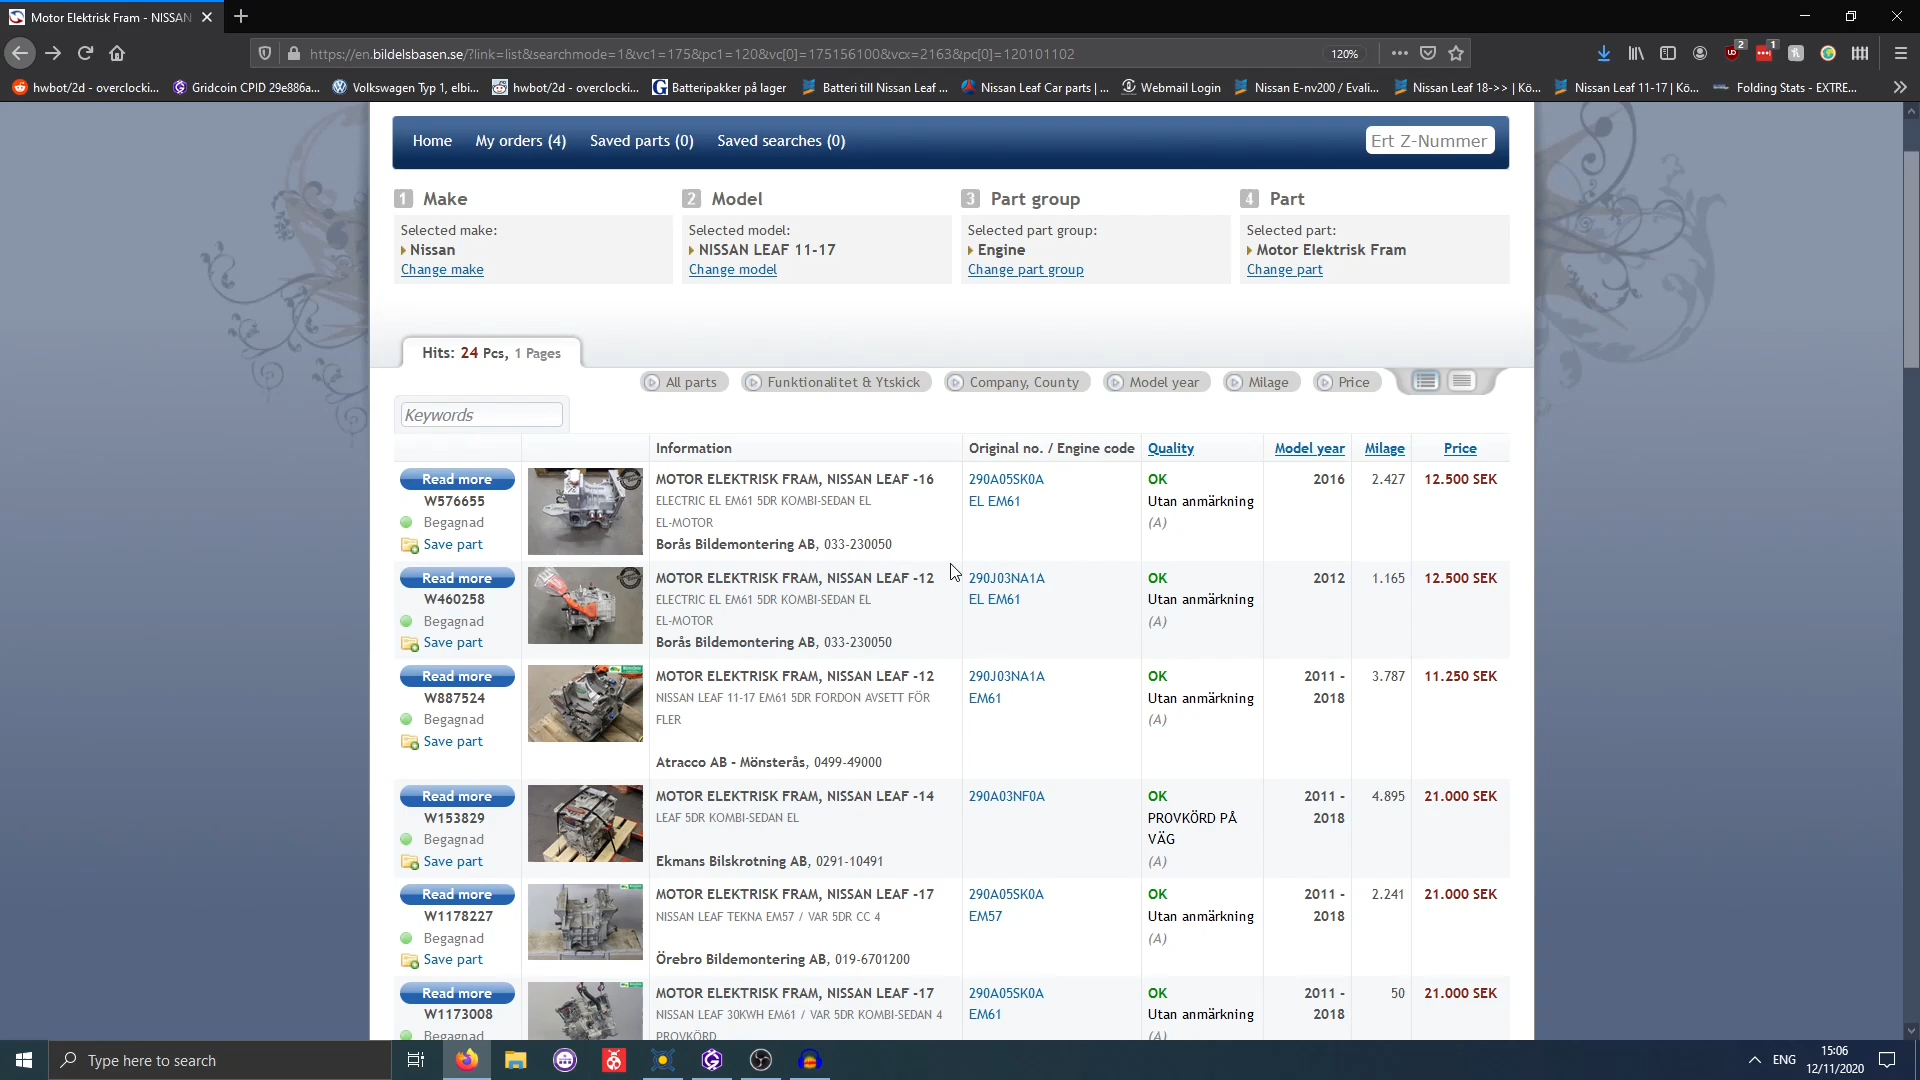 Motor Elektrisk Fram - NISSAN
https://en.bildelsbasen.se/?link=list&searchmode=1&vc1=175&pc1=120&vc[0]=175156100&vcx=2163&pc[0]=120101102
120%
2
1
hwbot/2d - overclocki...
Gridcoin CPID 29e886a...
Volkswagen Typ 1, elbi...
hwbot/2d - overclocki...
Batteripakker på lager
Batteri till Nissan Leaf ...
Nissan Leaf Car parts | ...
Webmail Login
Nissan E-nv200 / Evali...
Nissan Leaf 18->> | Kö...
Nissan Leaf 11-17 | Kö...
Folding Stats - EXTRE...
Home My orders (4) Saved parts (0) Saved searches (0) Ert Z-Nummer
1 Make
Selected make:
Nissan
Change make
2 Model
Selected model:
NISSAN LEAF 11-17
Change model
3 Part group
Selected part group:
Engine
Change part group
4 Part
Selected part:
Motor Elektrisk Fram
Change part
Hits: 24 Pcs, 1 Pages
All parts Funktionalitet & Ytskick Company, County Model year Milage Price
Keywords
Information Original no. / Engine code Quality Model year Milage Price
Read more
W576655
Begagnad
Save part
MOTOR ELEKTRISK FRAM, NISSAN LEAF -16
ELECTRIC EL EM61 5DR KOMBI-SEDAN EL
EL-MOTOR
Borås Bildemontering AB, 033-230050
290A05SK0A
EL EM61
OK
Utan anmärkning
(A)
2016
2.427
12.500 SEK
Read more
W460258
Begagnad
Save part
MOTOR ELEKTRISK FRAM, NISSAN LEAF -12
ELECTRIC EL EM61 5DR KOMBI-SEDAN EL
EL-MOTOR
Borås Bildemontering AB, 033-230050
290J03NA1A
EL EM61
OK
Utan anmärkning
(A)
2012
1.165
12.500 SEK
Read more
W887524
Begagnad
Save part
MOTOR ELEKTRISK FRAM, NISSAN LEAF -12
NISSAN LEAF 11-17 EM61 5DR FORDON AVSETT FÖR
FLER
Atracco AB - Mönsterås, 0499-49000
290J03NA1A
EM61
OK
Utan anmärkning
(A)
2011 -
2018
3.787
11.250 SEK
Read more
W153829
Begagnad
Save part
MOTOR ELEKTRISK FRAM, NISSAN LEAF -14
LEAF 5DR KOMBI-SEDAN EL
Ekmans Bilskrotning AB, 0291-10491
290A03NF0A
OK
PROVKÖRD PÅ
VÄG
(A)
2011 -
2018
4.895
21.000 SEK
Read more
W1178227
Begagnad
Save part
MOTOR ELEKTRISK FRAM, NISSAN LEAF -17
NISSAN LEAF TEKNA EM57 / VAR 5DR CC 4
Örebro Bildemontering AB, 019-6701200
290A05SK0A
EM57
OK
Utan anmärkning
(A)
2011 -
2018
2.241
21.000 SEK
Read more
W1173008
Begagnad
MOTOR ELEKTRISK FRAM, NISSAN LEAF -17
NISSAN LEAF 30KWH EM61 / VAR 5DR KOMBI-SEDAN 4
PROVKÖRD
290A05SK0A
EM61
OK
Utan anmärkning
(A)
2011 -
2018
50
21.000 SEK
Type here to search
ENG
15:06
12/11/2020